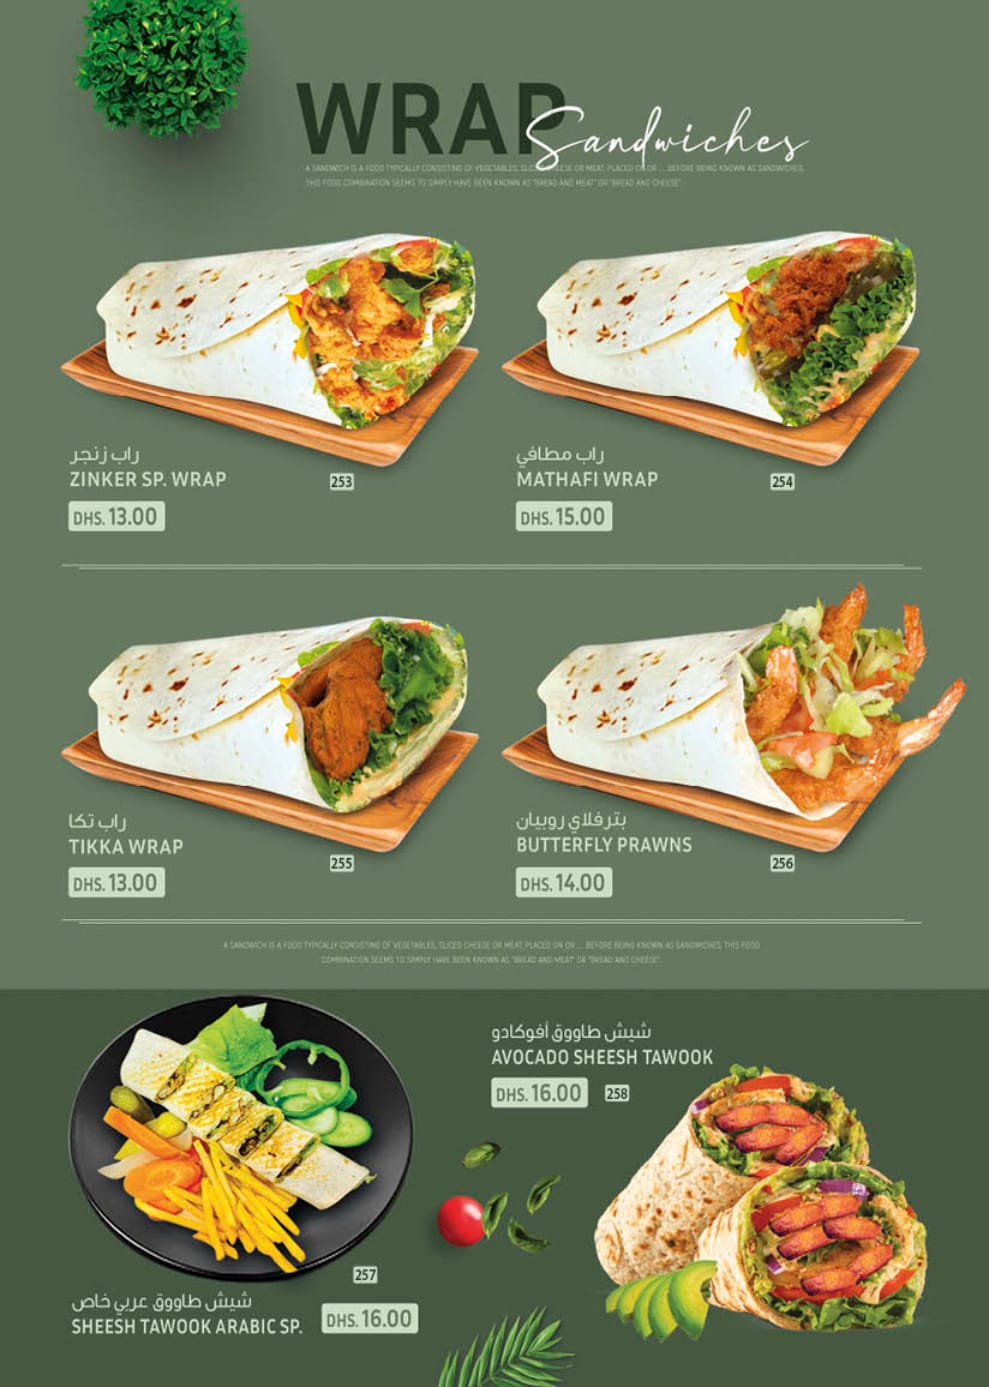 WRAP
Sandwiches
A SANDWICH IS A FOOD TYPICALLY CONSISTING OF VEGETABLES, SLICED CHEESE OR MEAT, PLACED ON OR ... BEFORE BEING KNOWN AS SANDWICHES,
THIS FOOD COMBINATION SEEMS TO SIMPLY HAVE BEEN KNOWN AS "BREAD AND MEAT" OR "BREAD AND CHEESE"
راب زنجر
ZINKER SP. WRAP
253
DHS. 13.00
راب مطافي
MATHAFI WRAP
254
DHS. 15.00
راب تكا
TIKKA WRAP
255
DHS. 13.00
بترفلاي روبيان
BUTTERFLY PRAWNS
256
DHS. 14.00
A SANDWICH IS A FOOD TYPICALLY CONSISTING OF VEGETABLES, SLICED CHEESE OR MEAT, PLACED ON OR ... BEFORE BEING KNOWN AS SANDWICHES, THIS FOOD
COMBINATION SEEMS TO SIMPLY HAVE BEEN KNOWN AS "BREAD AND MEAT" OR "BREAD AND CHEESE".
شيش طاووق أفوكادو
AVOCADO SHEESH TAWOOK
DHS. 16.00
258
257
شيش طاووق عربي خاص
SHEESH TAWOOK ARABIC SP.
DHS. 16.00